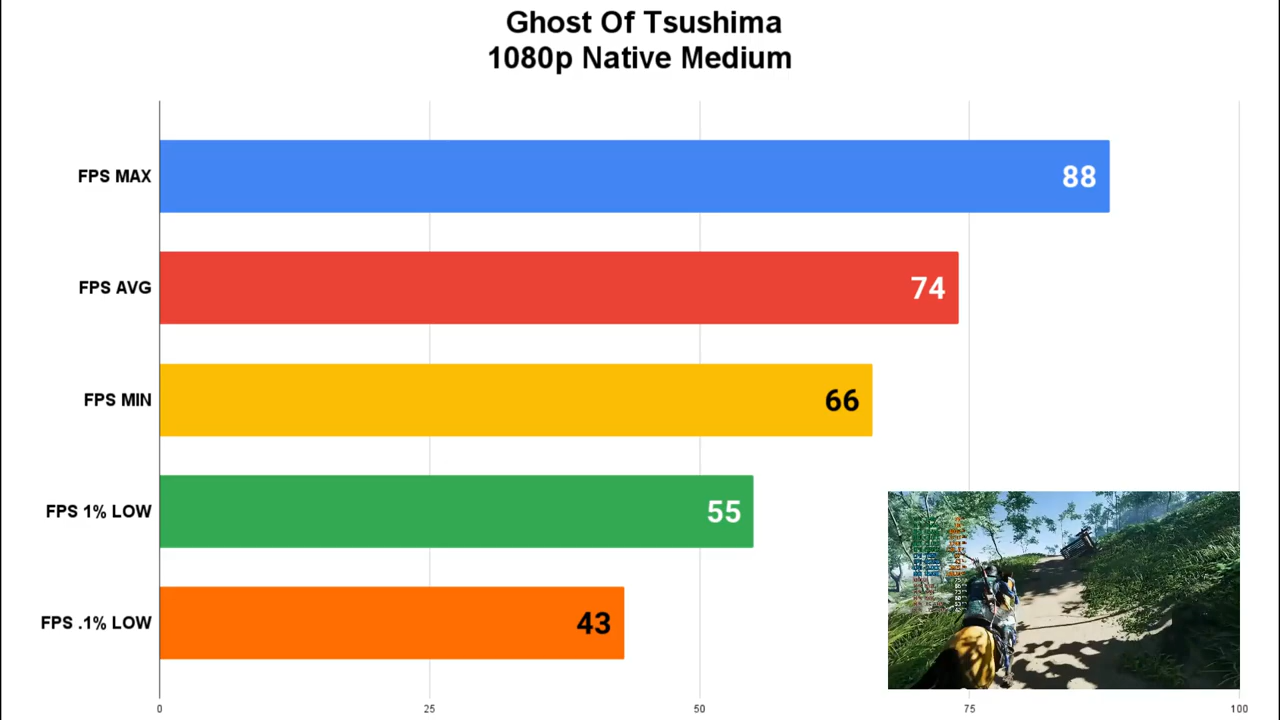 Ghost Of Tsushima
1080p Native Medium
FPS MAX
88
FPS AVG
74
FPS MIN
66
FPS 1% LOW
55
FPS .1% LOW
43
0
25
50
75
100